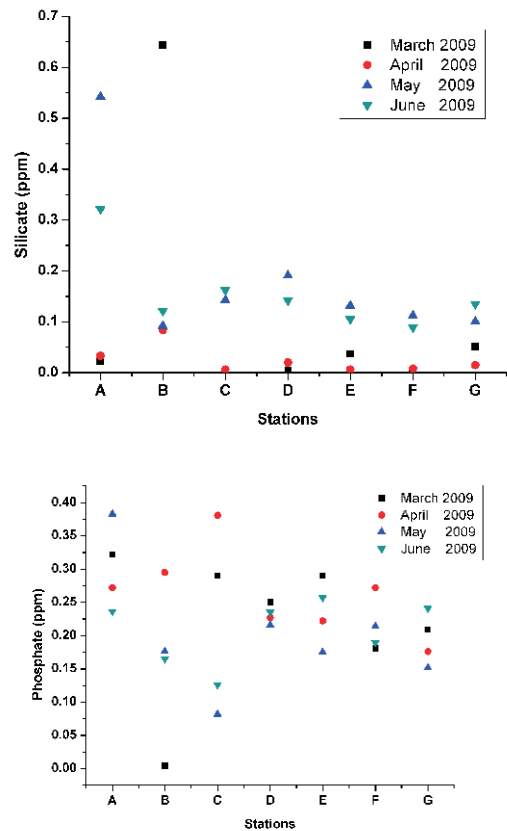 0.7
0.6
0.5
0.4
0.3
0.2
0.1
0.0
Silicate (ppm)
March 2009
April 2009
May 2009
June 2009
A B C D E F G
Stations
0.40
0.35
0.30
0.25
0.20
0.15
0.10
0.05
0.00
Phosphate (ppm)
March 2009
April 2009
May 2009
June 2009
A B C D E F G
Stations